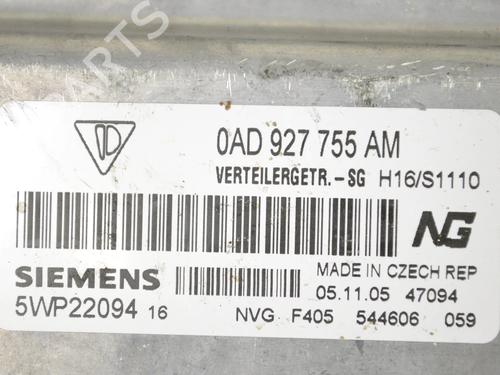 PARTS
0AD 927 755 AM
VERTEILERGETR.-SG H16/S1110
NG
SIEMENS
MADE IN CZECH REP
05.11.05 47094
5WP22094 16
NVG F405 544606 059